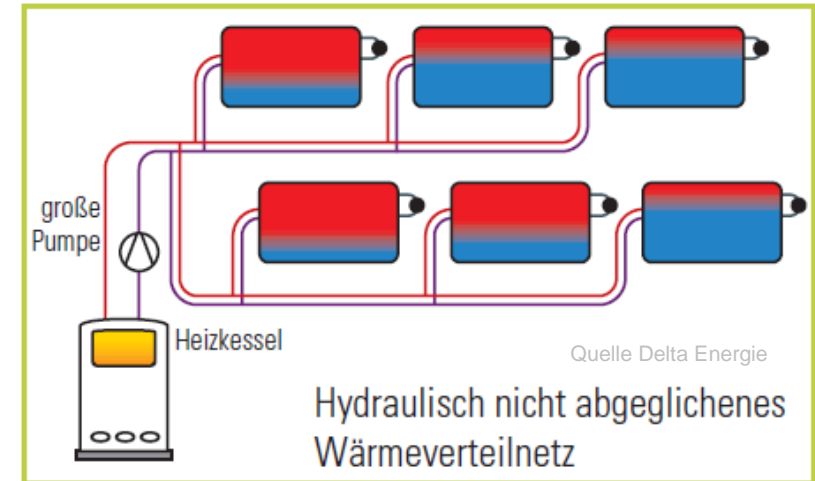 große
Pumpe
Heizkessel
Quelle Delta Energie
Hydraulisch nicht abgeglichenes
Wärmeverteilnetz